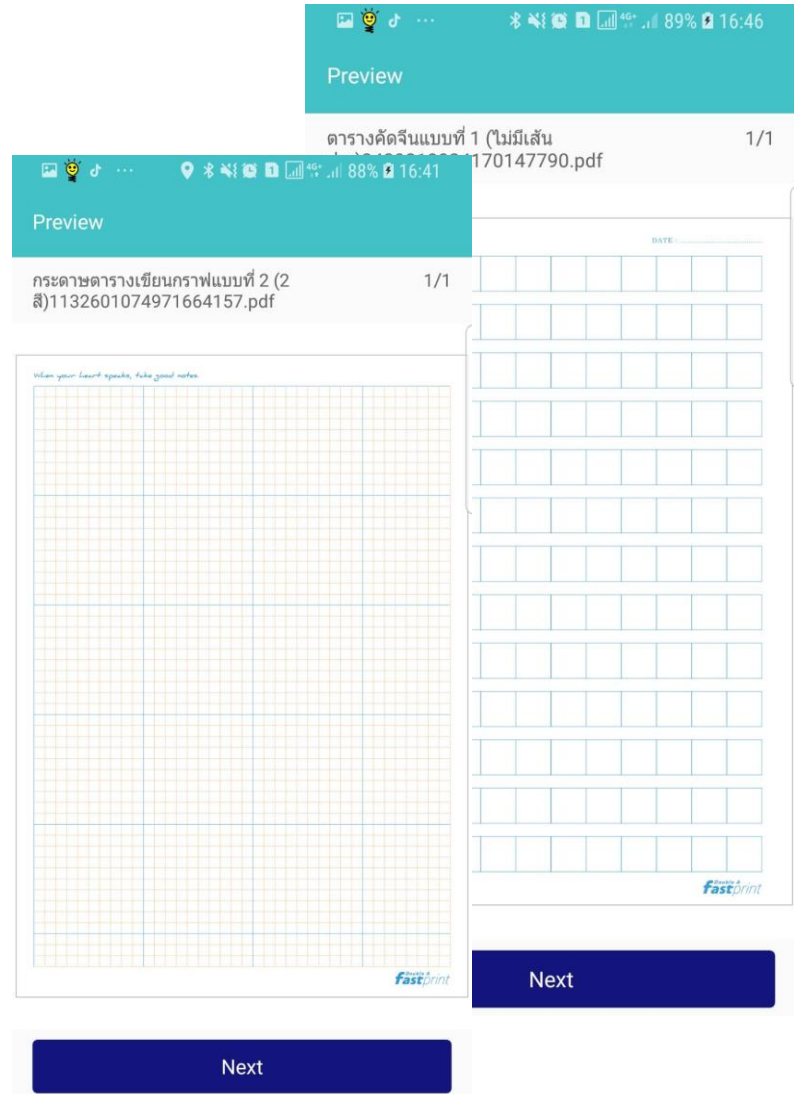 89% 16:46
Preview
ตารางคัดจีนแบบที่ 1 (ไม่มีเส้น 1/1
170147790.pdf
DATE :
Double A
fastprint
Next
88% 16:41
Preview
กระดาษตารางเขียนกราฟแบบที่ 2 (2 1/1
สี)1132601074971664157.pdf
When your heart speaks, take good notes
Double A
fastprint
Next